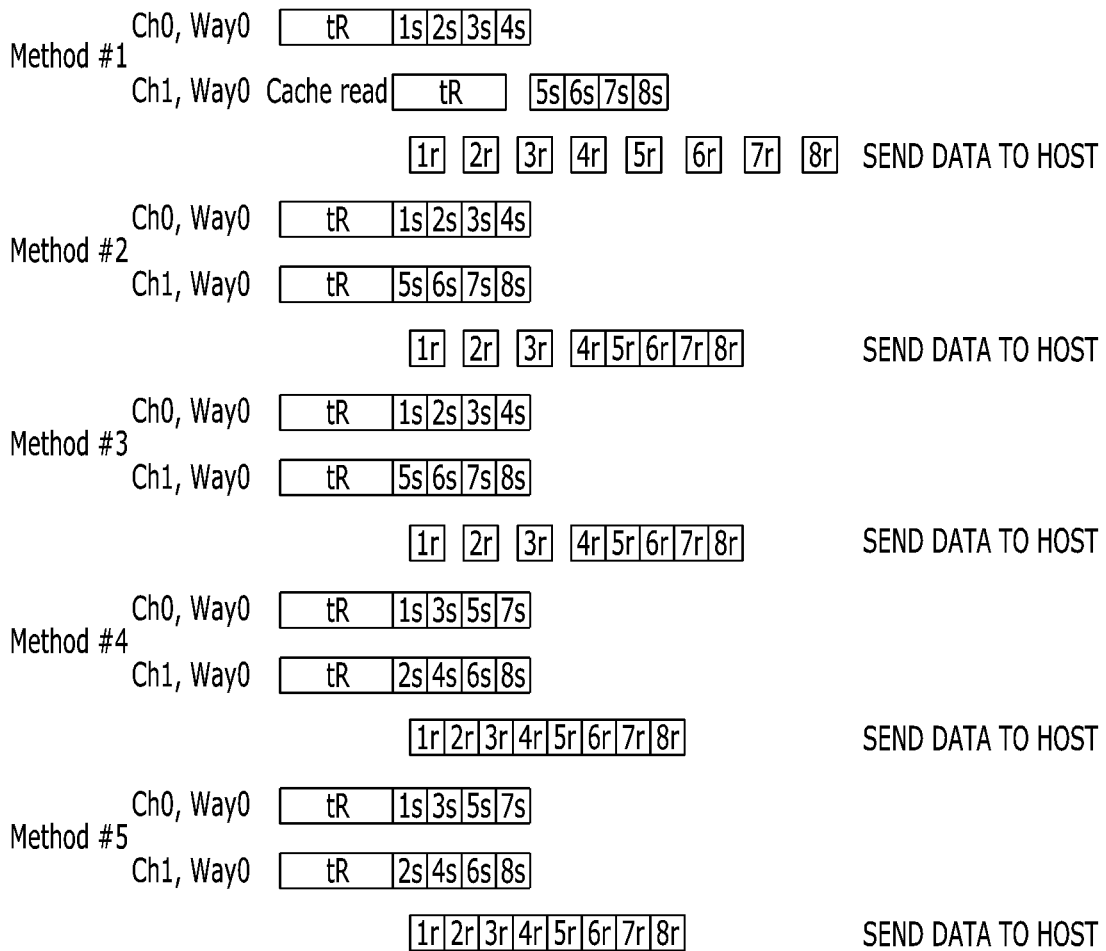 Ch0, Way0 tR 1s 2s 3s 4s
Method #1
Ch1, Way0 Cache read tR 5s 6s 7s 8s
1r 2r 3r 4r 5r 6r 7r 8r SEND DATA TO HOST
Ch0, Way0 tR 1s 2s 3s 4s
Method #2
Ch1, Way0 tR 5s 6s 7s 8s
1r 2r 3r 4r 5r 6r 7r 8r SEND DATA TO HOST
Ch0, Way0 tR 1s 2s 3s 4s
Method #3
Ch1, Way0 tR 5s 6s 7s 8s
1r 2r 3r 4r 5r 6r 7r 8r SEND DATA TO HOST
Ch0, Way0 tR 1s 3s 5s 7s
Method #4
Ch1, Way0 tR 2s 4s 6s 8s
1r 2r 3r 4r 5r 6r 7r 8r SEND DATA TO HOST
Ch0, Way0 tR 1s 3s 5s 7s
Method #5
Ch1, Way0 tR 2s 4s 6s 8s
1r 2r 3r 4r 5r 6r 7r 8r SEND DATA TO HOST